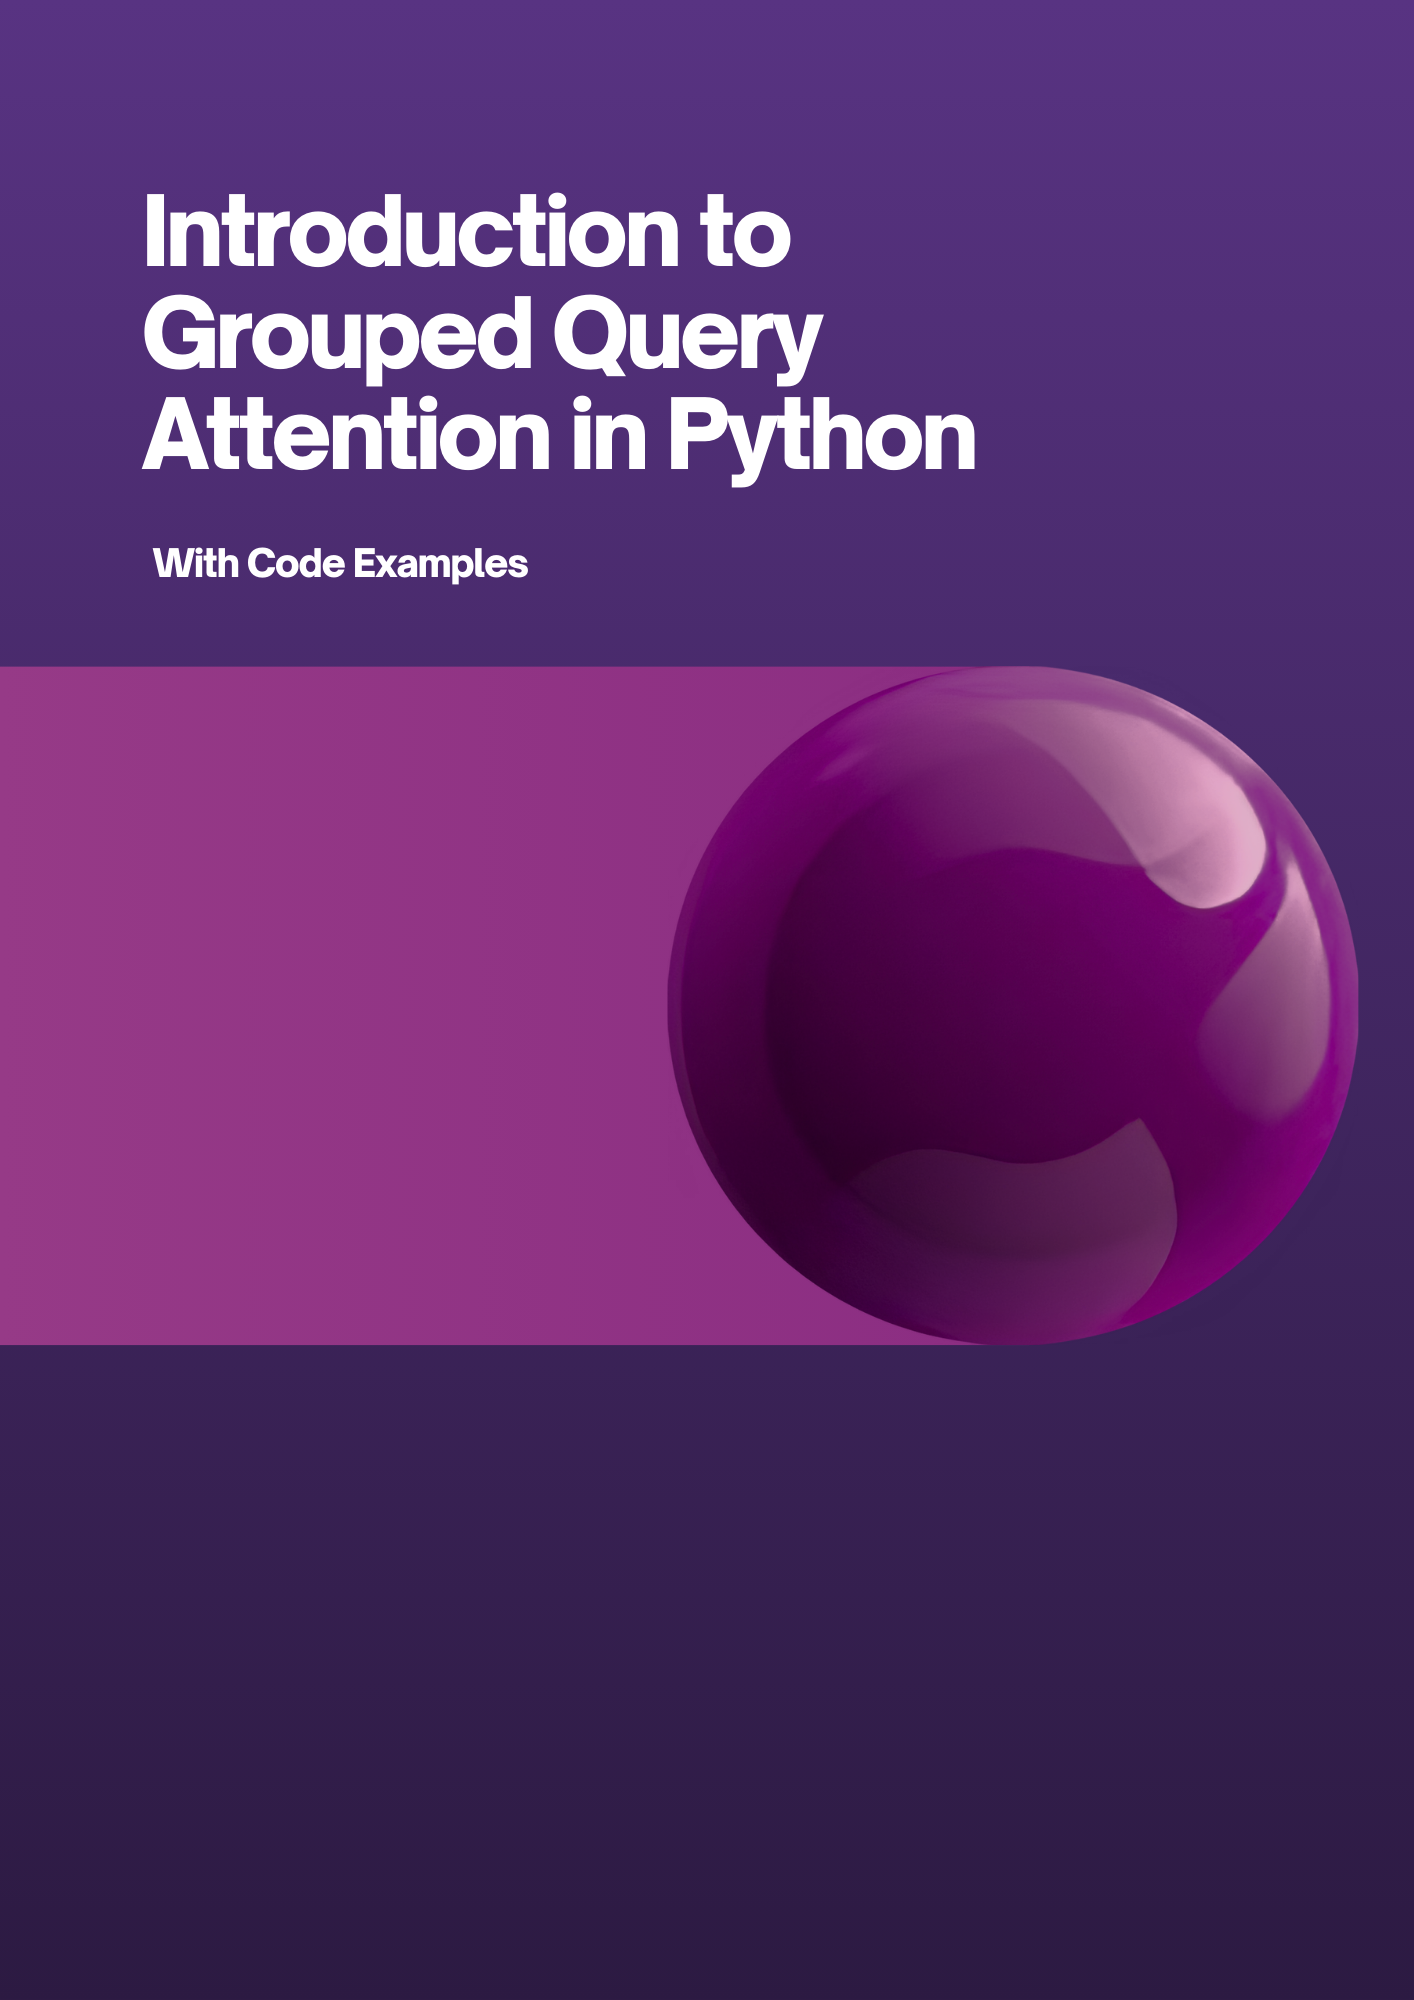 Introduction to
Grouped Query
Attention in Python
With Code Examples